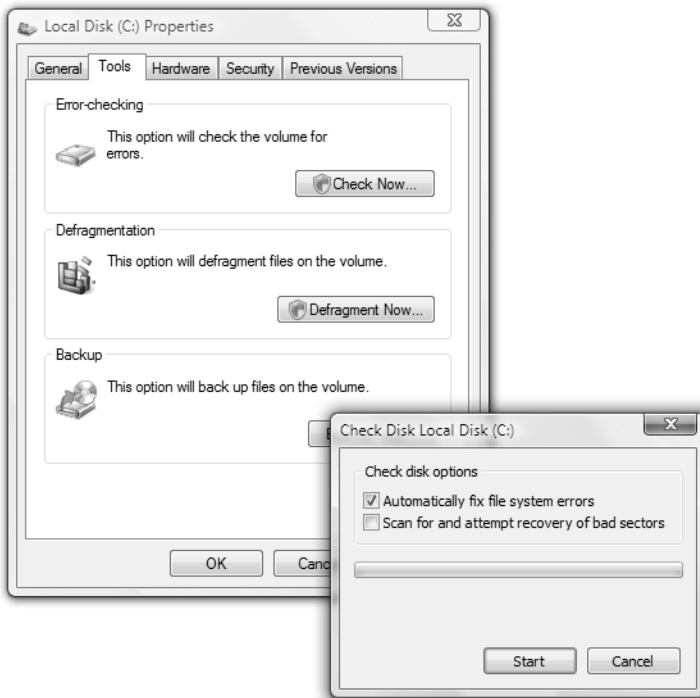 Local Disk (C:) Properties
General Tools Hardware Security Previous Versions
Error-checking
This option will check the volume for
errors.
Check Now...
Defragmentation
This option will defragment files on the volume.
Defragment Now...
Backup
This option will back up files on the volume.
OK
Check Disk Local Disk (C:)
Check disk options
Automatically fix file system errors
Scan for and attempt recovery of bad sectors
Start Cancel